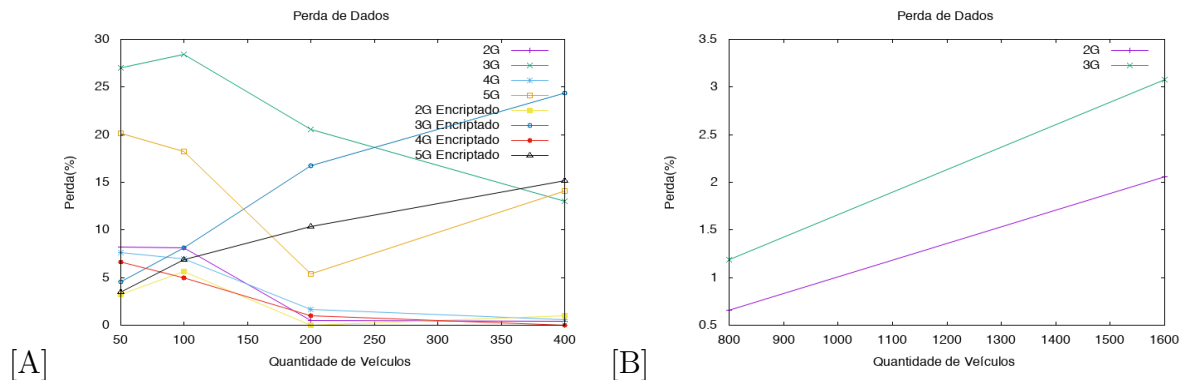 Perda de Dados
30
25
20
15
10
5
0
Perda(%)
50 100 150 200 250 300 350 400
Quantidade de Veículos
2G
3G
4G
5G
2G Encriptado
3G Encriptado
4G Encriptado
5G Encriptado
[A]
Perda de Dados
3.5
3
2.5
2
1.5
1
0.5
Perda(%)
800 900 1000 1100 1200 1300 1400 1500 1600
Quantidade de Veículos
2G
3G
[B]